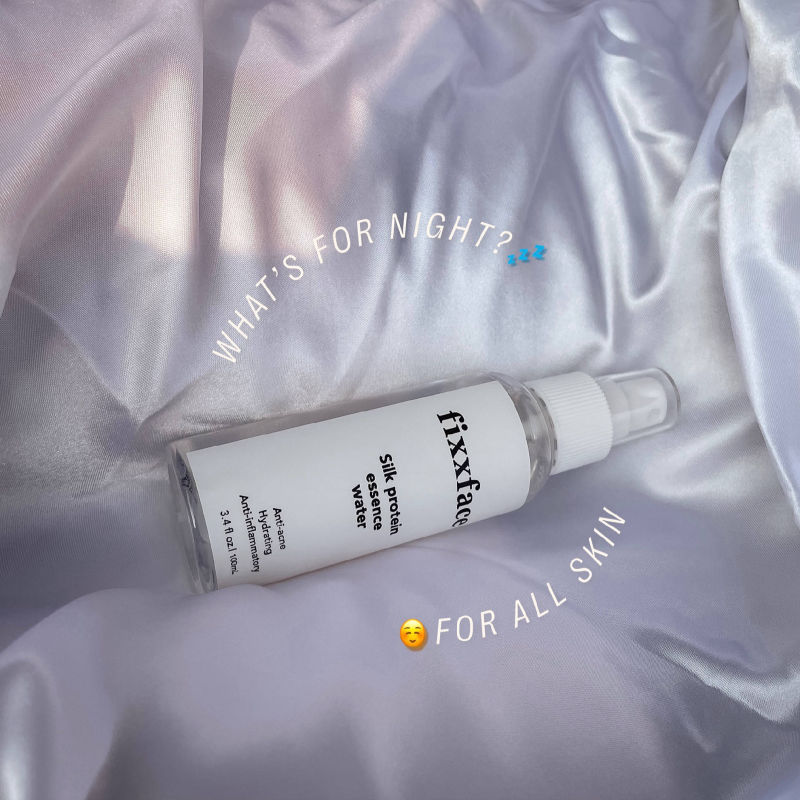 WHAT'S FOR NIGHT?💤
fixxface
Silk protein
essence
water
Anti-acne
Hydrating
Anti-inflammatory
3.4 fl oz.| 100mL
☺️FOR ALL SKIN